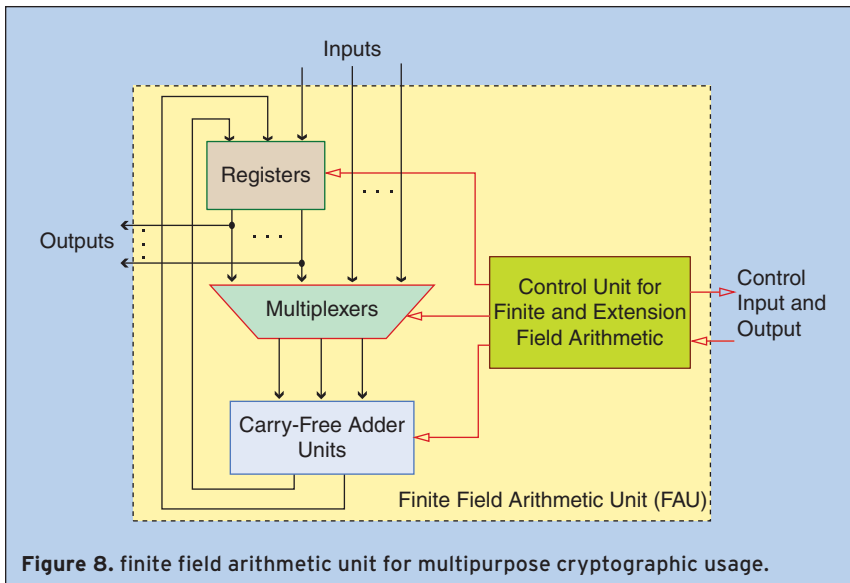 Inputs
Registers
. . .
Outputs
. . .
. . .
Multiplexers
Control Unit for
Finite and Extension
Field Arithmetic
Control
Input and
Output
Carry-Free Adder
Units
Finite Field Arithmetic Unit (FAU)
Figure 8. finite field arithmetic unit for multipurpose cryptographic usage.